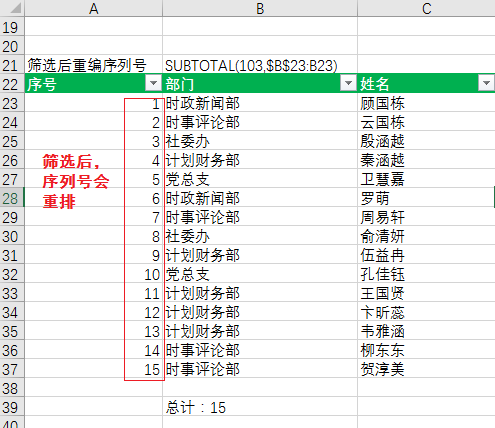 A B C
19
20
21 筛选后重编序列号 SUBTOTAL(103,$B$23:B23)
22 序号 部门 姓名
23 1 时政新闻部 顾国栋
24 2 时事评论部 云国栋
25 3 社委办 殷涵越
26 4 计划财务部 秦涵越
27 5 党总支 卫慧嘉
28 6 时政新闻部 罗萌
29 7 时事评论部 周易轩
30 8 社委办 俞清妍
31 9 计划财务部 伍益冉
32 10 党总支 孔佳钰
33 11 计划财务部 王国贤
34 12 计划财务部 卞昕蕊
35 13 计划财务部 韦雅涵
36 14 时事评论部 柳东东
37 15 时事评论部 贺淳美
38
39 总计：15
40
筛选后，
序列号会
重排